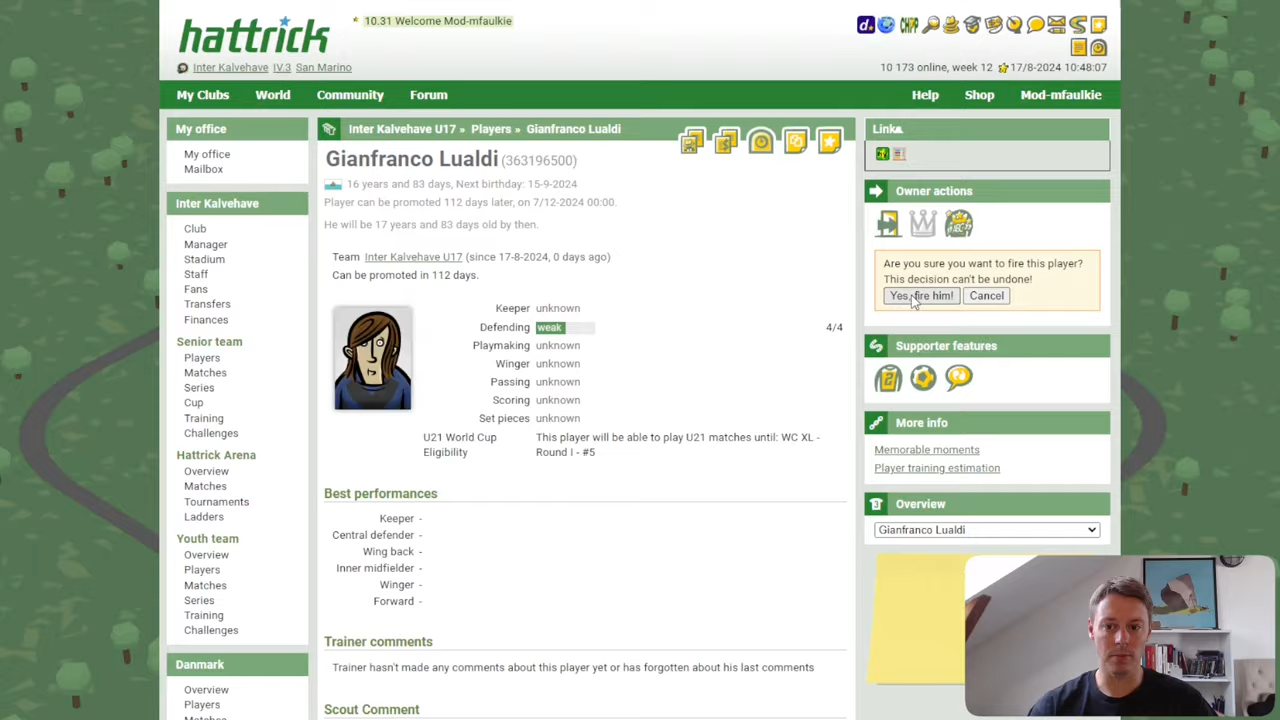 hattrick
10.31 Welcome Mod-mfaulkie
CHPP
Inter Kalvehave IV.3 San Marino
10 173 online, week 12 17/8-2024 10:48:07
My Clubs World Community Forum Help Shop Mod-mfaulkie
My office
My office
Mailbox
Inter Kalvehave
Club
Manager
Stadium
Staff
Fans
Transfers
Finances
Senior team
Players
Matches
Series
Cup
Training
Challenges
Hattrick Arena
Overview
Matches
Tournaments
Ladders
Youth team
Overview
Players
Matches
Series
Training
Challenges
Danmark
Overview
Players
Inter Kalvehave U17 » Players » Gianfranco Lualdi
Gianfranco Lualdi (363196500)
16 years and 83 days, Next birthday: 15-9-2024
Player can be promoted 112 days later, on 7/12-2024 00:00.
He will be 17 years and 83 days old by then.
Team Inter Kalvehave U17 (since 17-8-2024, 0 days ago)
Can be promoted in 112 days.
Keeper unknown
Defending weak 4/4
Playmaking unknown
Winger unknown
Passing unknown
Scoring unknown
Set pieces unknown
U21 World Cup This player will be able to play U21 matches until: WC XL -
Eligibility Round I - #5
Best performances
Keeper -
Central defender -
Wing back -
Inner midfielder -
Winger -
Forward -
Trainer comments
Trainer hasn't made any comments about this player yet or has forgotten about his last comments
Scout Comment
Links
Owner actions
Are you sure you want to fire this player?
This decision can't be undone!
Yes, fire him! Cancel
Supporter features
More info
Memorable moments
Player training estimation
Overview
Gianfranco Lualdi